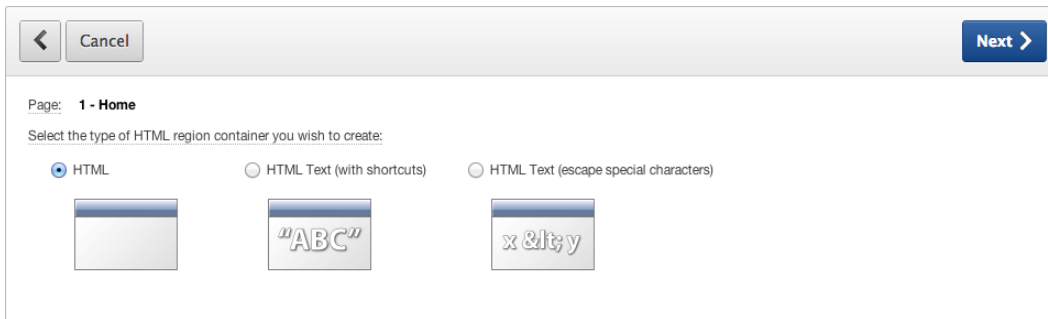 Cancel
Next
Page: 1 - Home
Select the type of HTML region container you wish to create:
HTML
HTML Text (with shortcuts)
HTML Text (escape special characters)
"ABC"
x &lt; y